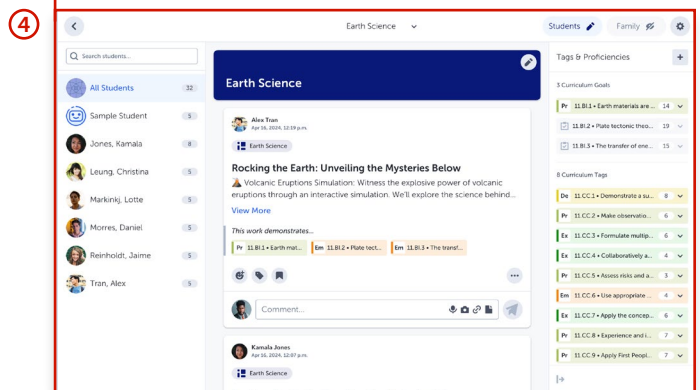 4
Earth Science
Students
Family
Search students...
All Students 32
Sample Student 5
Jones, Kamala 8
Leung, Christina 5
Markinkj, Lotte 5
Morres, Daniel 5
Reinholdt, Jaime 5
Tran, Alex 5
Earth Science
Alex Tran
Apr 16, 2024, 12:19 p.m.
Earth Science
Rocking the Earth: Unveiling the Mysteries Below
🌋 Volcanic Eruptions Simulation: Witness the explosive power of volcanic
eruptions through an interactive simulation. We'll explore the science behind...
View More
This work demonstrates...
Pr 11.BI.1 • Earth mat... Em 11.BI.2 • Plate tect... Em 11.BI.3 • The transf...
Comment...
Kamala Jones
Apr 16, 2024, 12:07 p.m.
Earth Science
Tags & Proficiencies
3 Curriculum Goals
Pr 11.BI.1 • Earth materials are ... 14
11.BI.2 • Plate tectonic theo... 19
11.BI.3 • The transfer of ene... 15
8 Curriculum Tags
De 11.CC.1 • Demonstrate a su... 8
Pr 11.CC.2 • Make observatio... 6
Ex 11.CC.3 • Formulate multip... 6
Ex 11.CC.4 • Collaboratively a... 4
Pr 11.CC.5 • Assess risks and a... 3
Em 11.CC.6 • Use appropriate ... 4
Ex 11.CC.7 • Apply the concep... 6
Pr 11.CC.8 • Experience and i... 7
Pr 11.CC.9 • Apply First Peopl... 7